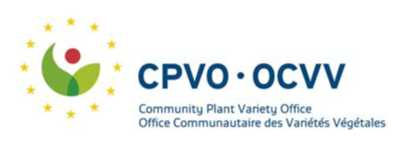 CPVO · OCVV
Community Plant Variety Office
Office Communautaire des Variétés Végétales